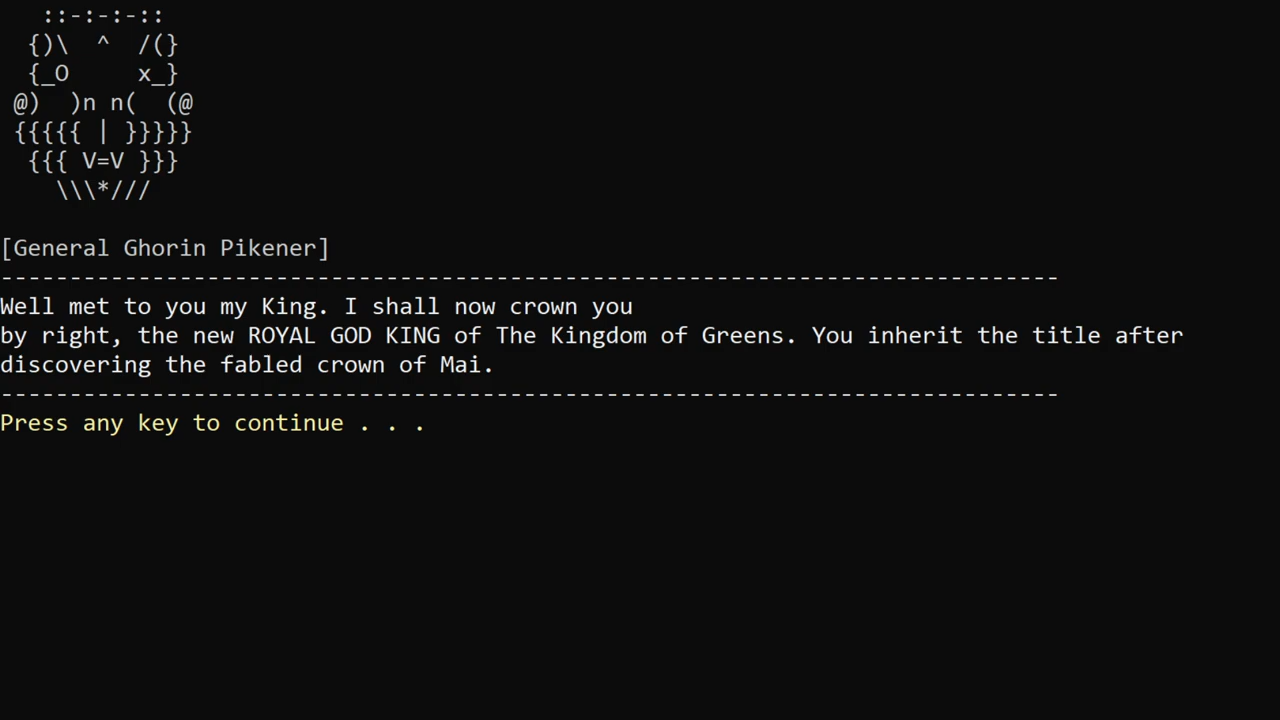 ::-:-:-::
  {)\  ^  /(}
  {_O     x_}
 @)  )n n(  (@
 {{{{{ | }}}}}
  {{{ V=V }}}
    \\\*///
[General Ghorin Pikener]
-----------------------------------------------------------------------------
Well met to you my King. I shall now crown you
by right, the new ROYAL GOD KING of The Kingdom of Greens. You inherit the title after
discovering the fabled crown of Mai.
-----------------------------------------------------------------------------
Press any key to continue . . .